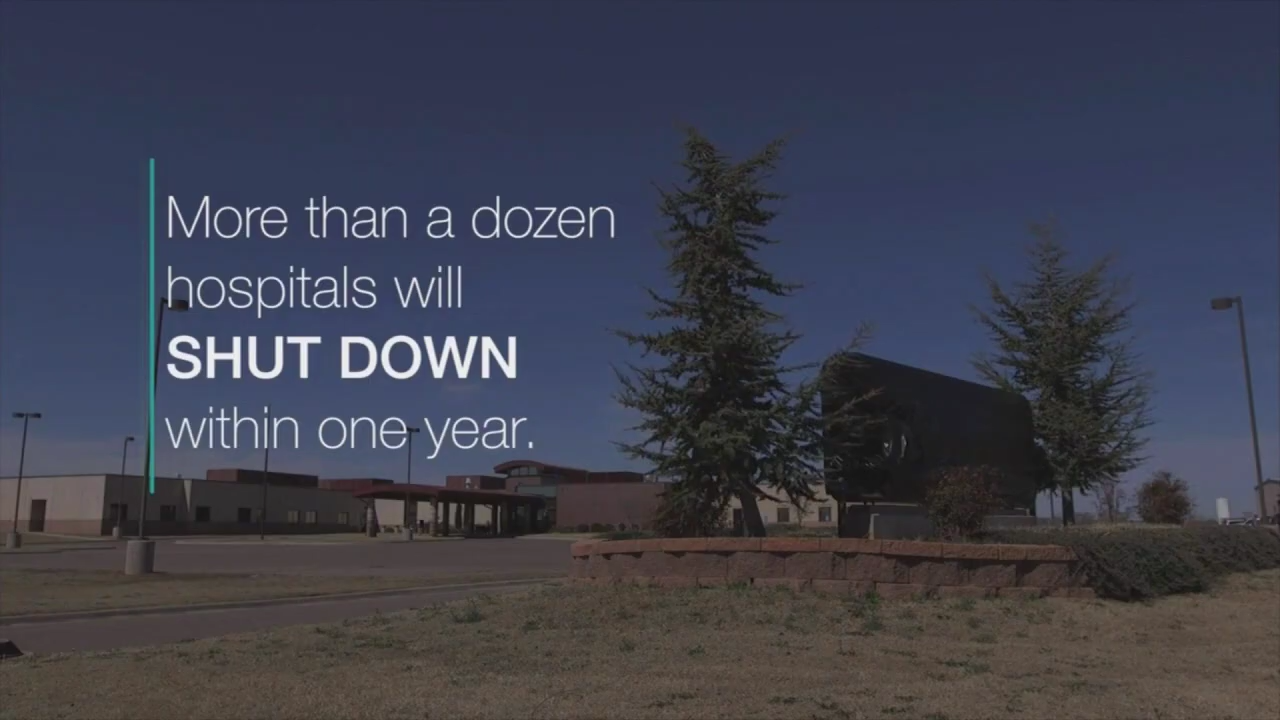 More than a dozen
hospitals will
SHUT DOWN
within one year.